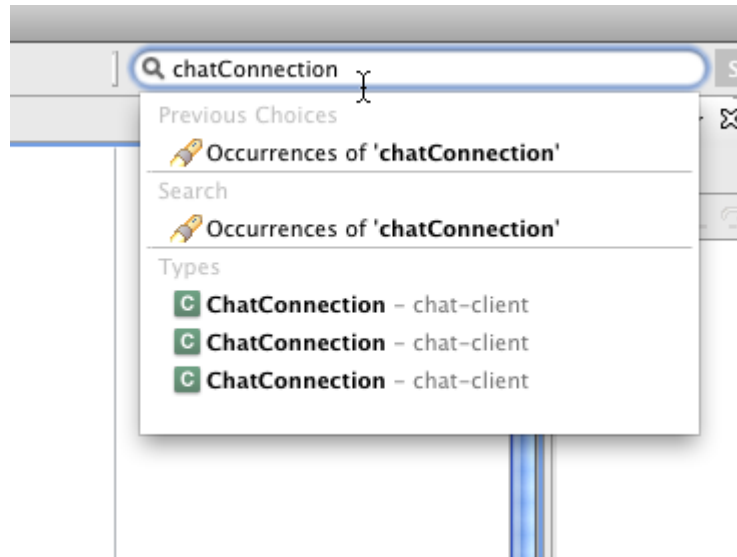 chatConnection
S
Previous Choices
Occurrences of 'chatConnection'
Search
Occurrences of 'chatConnection'
Types
C ChatConnection – chat-client
C ChatConnection – chat-client
C ChatConnection – chat-client